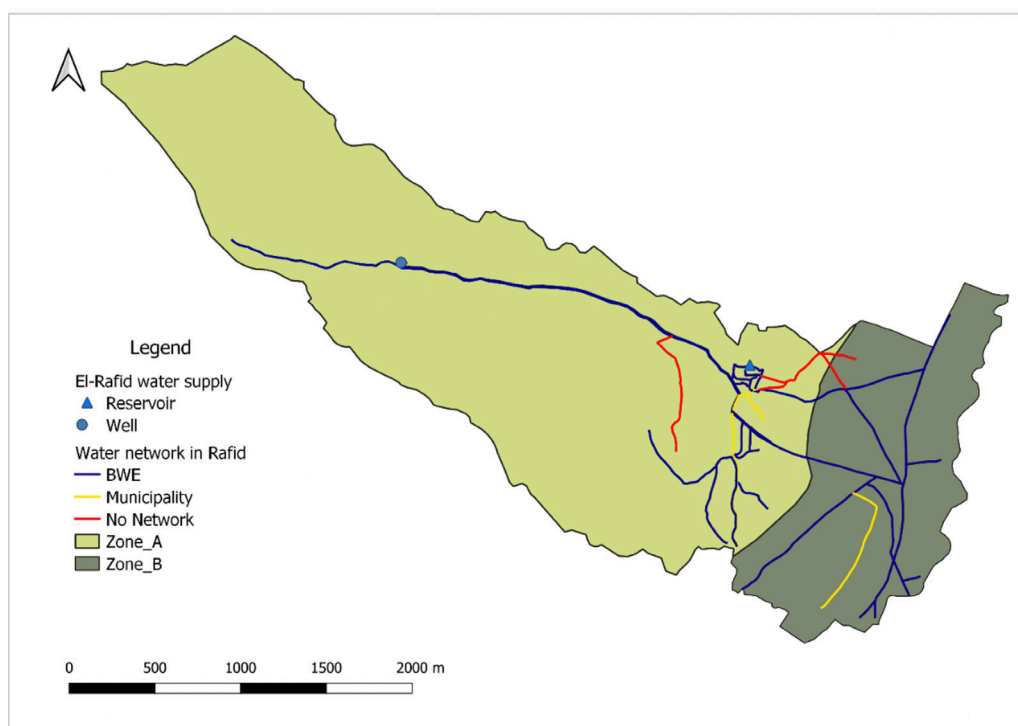 Legend
El-Rafid water supply
Reservoir
Well
Water network in Rafid
BWE
Municipality
No Network
Zone_A
Zone_B
0 500 1000 1500 2000 m